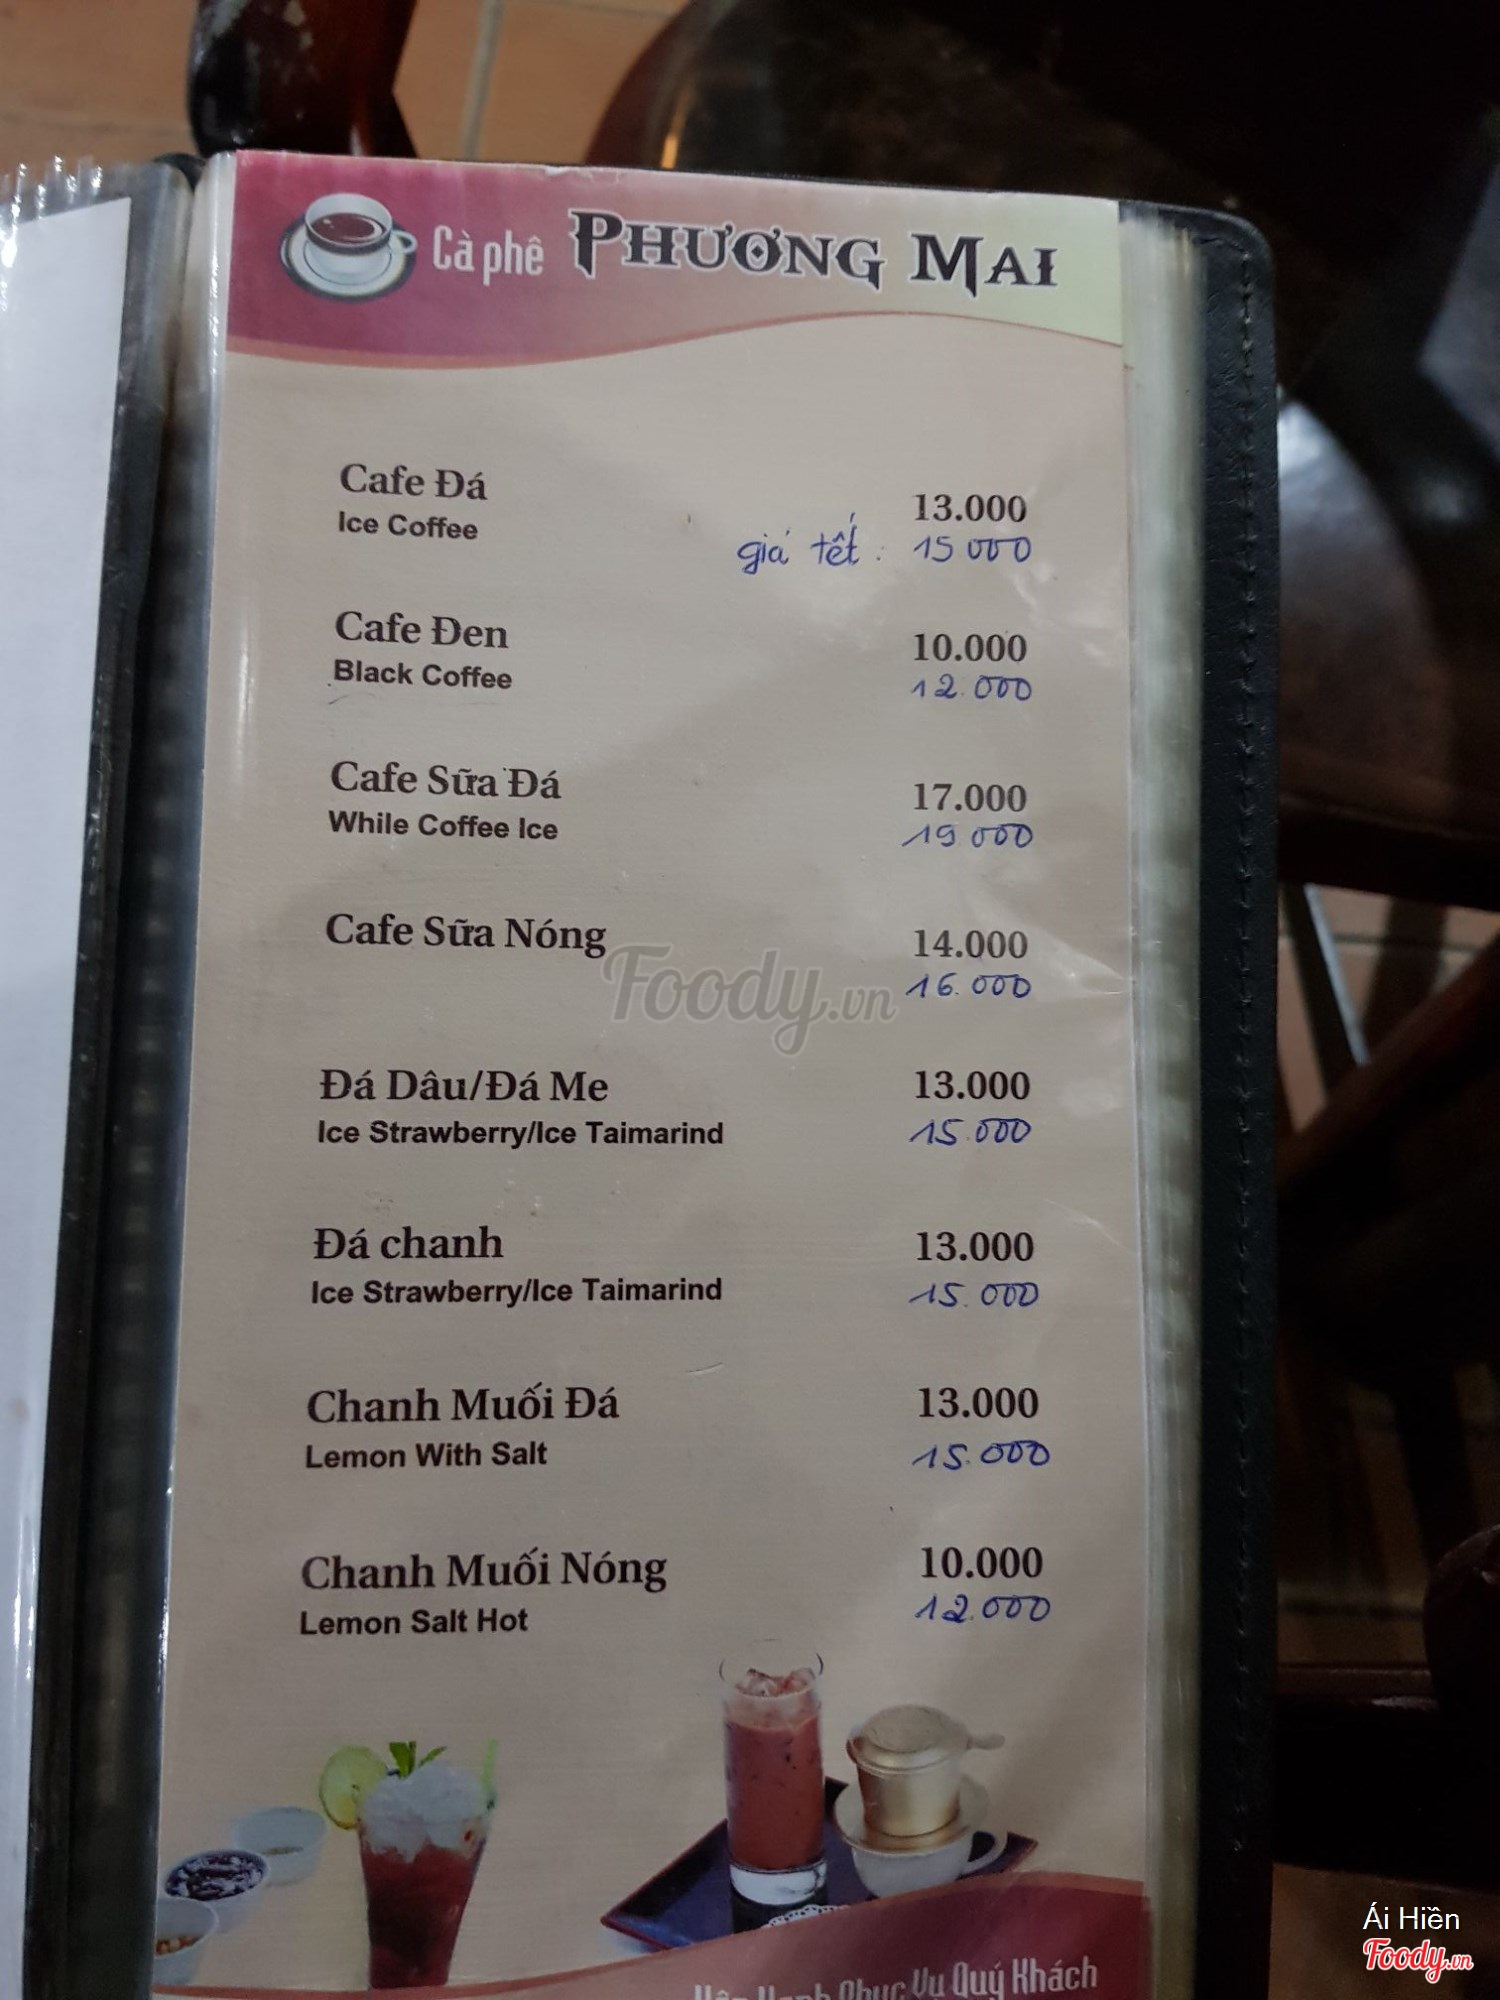 Cà phê PHƯƠNG MAI
Cafe Đá 13.000
Ice Coffee
giá tết : 15 000
Cafe Đen 10.000
Black Coffee 12.000
Cafe Sữa Đá 17.000
While Coffee Ice 19 000
Cafe Sữa Nóng 14.000
16.000
Foody.vn
Đá Dâu/Đá Me 13.000
Ice Strawberry/Ice Taimarind 15.000
Đá chanh 13.000
Ice Strawberry/Ice Taimarind 15.000
Chanh Muối Đá 13.000
Lemon With Salt 15.000
Chanh Muối Nóng 10.000
Lemon Salt Hot 12.000
Phục Vụ Quý Khách
Ái Hiền
Foody.vn